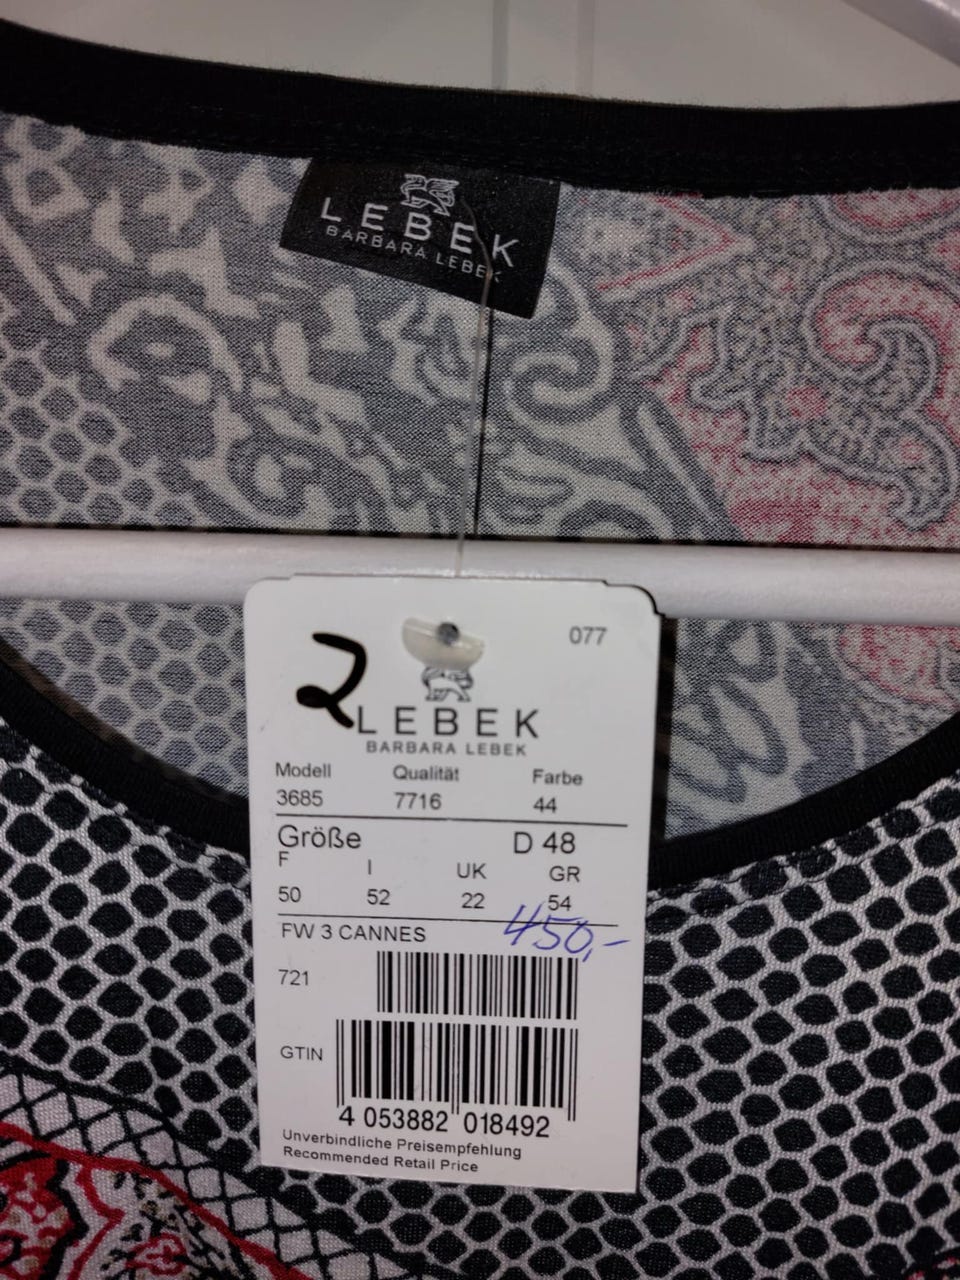 LEBEK
BARBARA LEBEK
077
2
LEBEK
BARBARA LEBEK
Modell Qualität Farbe
3685 7716 44
Größe D 48
F I UK GR
50 52 22 54
450,-
FW 3 CANNES
721
GTIN
4 053882 018492
Unverbindliche Preisempfehlung
Recommended Retail Price